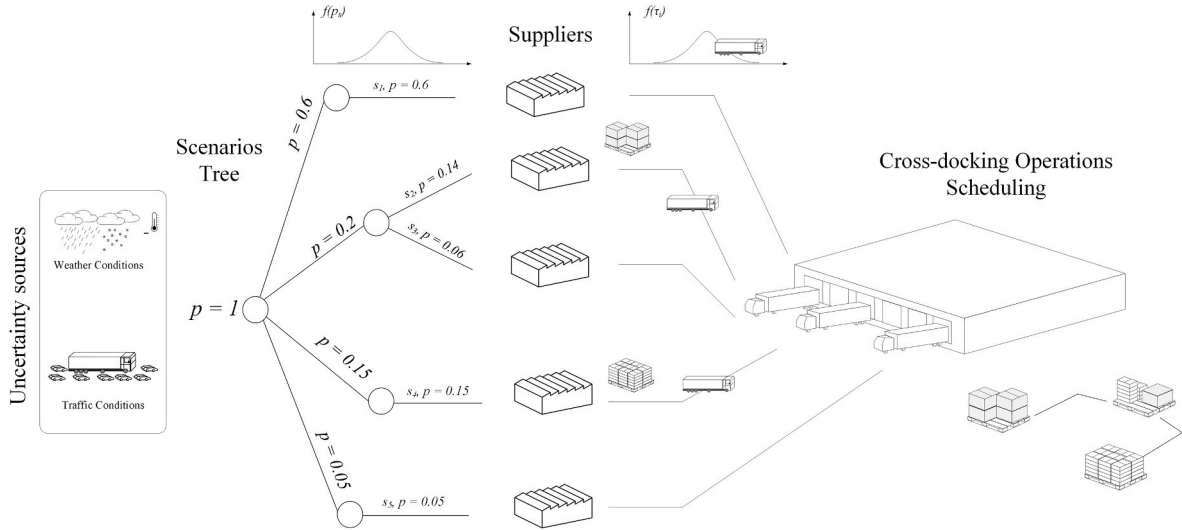 f(pₛ)
Suppliers
f(τᵢ)
s₁, p = 0.6
p = 0.6
Scenarios
Tree
s₂, p = 0.14
p = 0.2
s₃, p = 0.06
Cross-docking Operations
Scheduling
Uncertainty sources
Weather Conditions
p = 1
p = 0.15
s₄, p = 0.15
Traffic Conditions
p = 0.05
s₅, p = 0.05